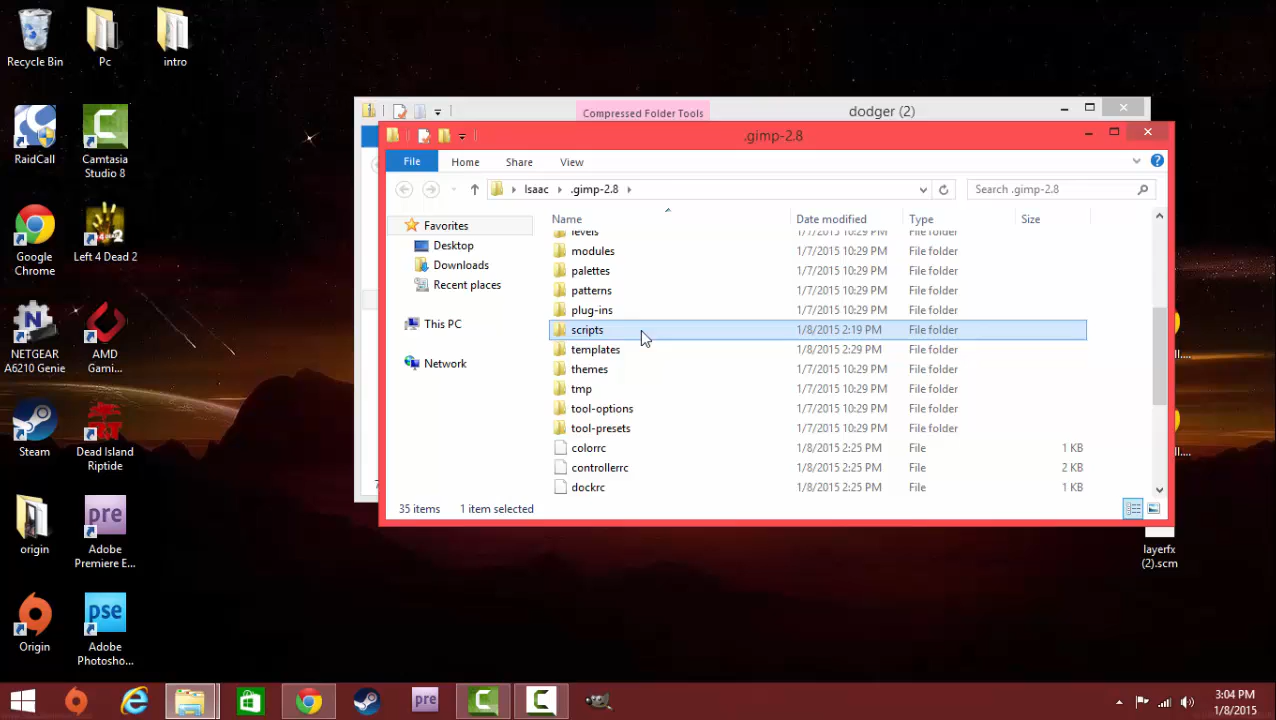 Recycle Bin
Pc
intro
RaidCall
Camtasia
Studio 8
Google
Chrome
Left 4 Dead 2
NETGEAR
A6210 Genie
AMD
Gami...
Steam
Dead Island
Riptide
origin
Adobe
Premiere E...
Origin
Adobe
Photosho...
Compressed Folder Tools
dodger (2)
.gimp-2.8
File
Home
Share
View
Isaac
.gimp-2.8
Search .gimp-2.8
Favorites
Desktop
Downloads
Recent places
This PC
Network
Name
Date modified
Type
Size
levels 1/7/2015 10:29 PM File folder
modules 1/7/2015 10:29 PM File folder
palettes 1/7/2015 10:29 PM File folder
patterns 1/7/2015 10:29 PM File folder
plug-ins 1/7/2015 10:29 PM File folder
scripts 1/8/2015 2:19 PM File folder
templates 1/8/2015 2:29 PM File folder
themes 1/7/2015 10:29 PM File folder
tmp 1/7/2015 10:29 PM File folder
tool-options 1/7/2015 10:29 PM File folder
tool-presets 1/7/2015 10:29 PM File folder
colorrc 1/8/2015 2:25 PM File 1 KB
controllerrc 1/8/2015 2:25 PM File 2 KB
dockrc 1/8/2015 2:25 PM File 1 KB
35 items
1 item selected
layerfx
(2).scm
pre
pse
pre
3:04 PM
1/8/2015